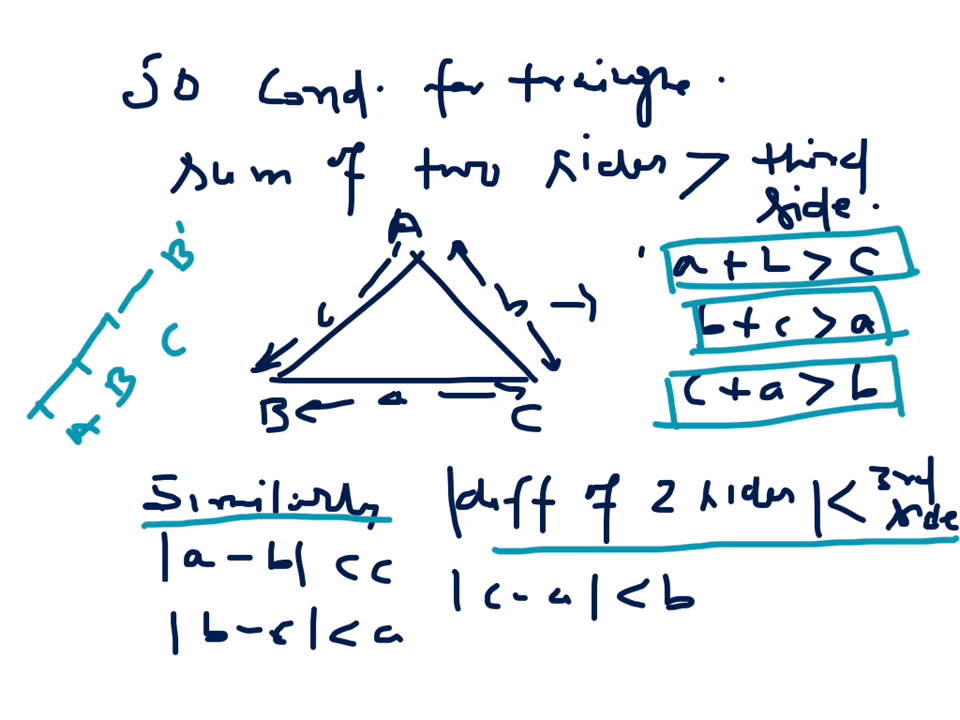 SO Cond. for traingle.
sum of two sides > third side.
A
B'
a + b > c
c
b
b + c > a
C
B
c + a > b
A
B
a
C
Similarly |diff of 2 sides| < 3rd side
|a - b| < c
|c - a| < b
|b - c| < a